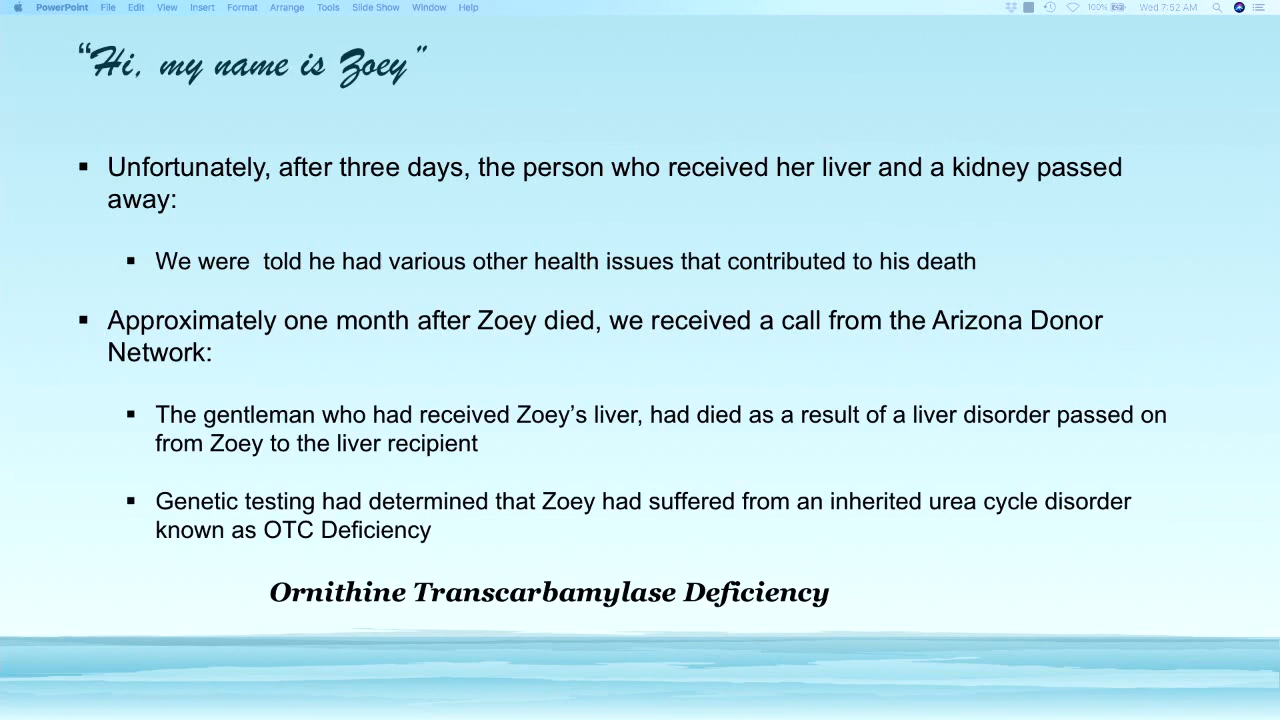 PowerPoint File Edit View Insert Format Arrange Tools Slide Show Window Help 100% Wed 7:52 AM
“Hi, my name is Zoey”
▪ Unfortunately, after three days, the person who received her liver and a kidney passed
away:
▪ We were  told he had various other health issues that contributed to his death
▪ Approximately one month after Zoey died, we received a call from the Arizona Donor
Network:
▪ The gentleman who had received Zoey’s liver, had died as a result of a liver disorder passed on
from Zoey to the liver recipient
▪ Genetic testing had determined that Zoey had suffered from an inherited urea cycle disorder
known as OTC Deficiency
Ornithine Transcarbamylase Deficiency